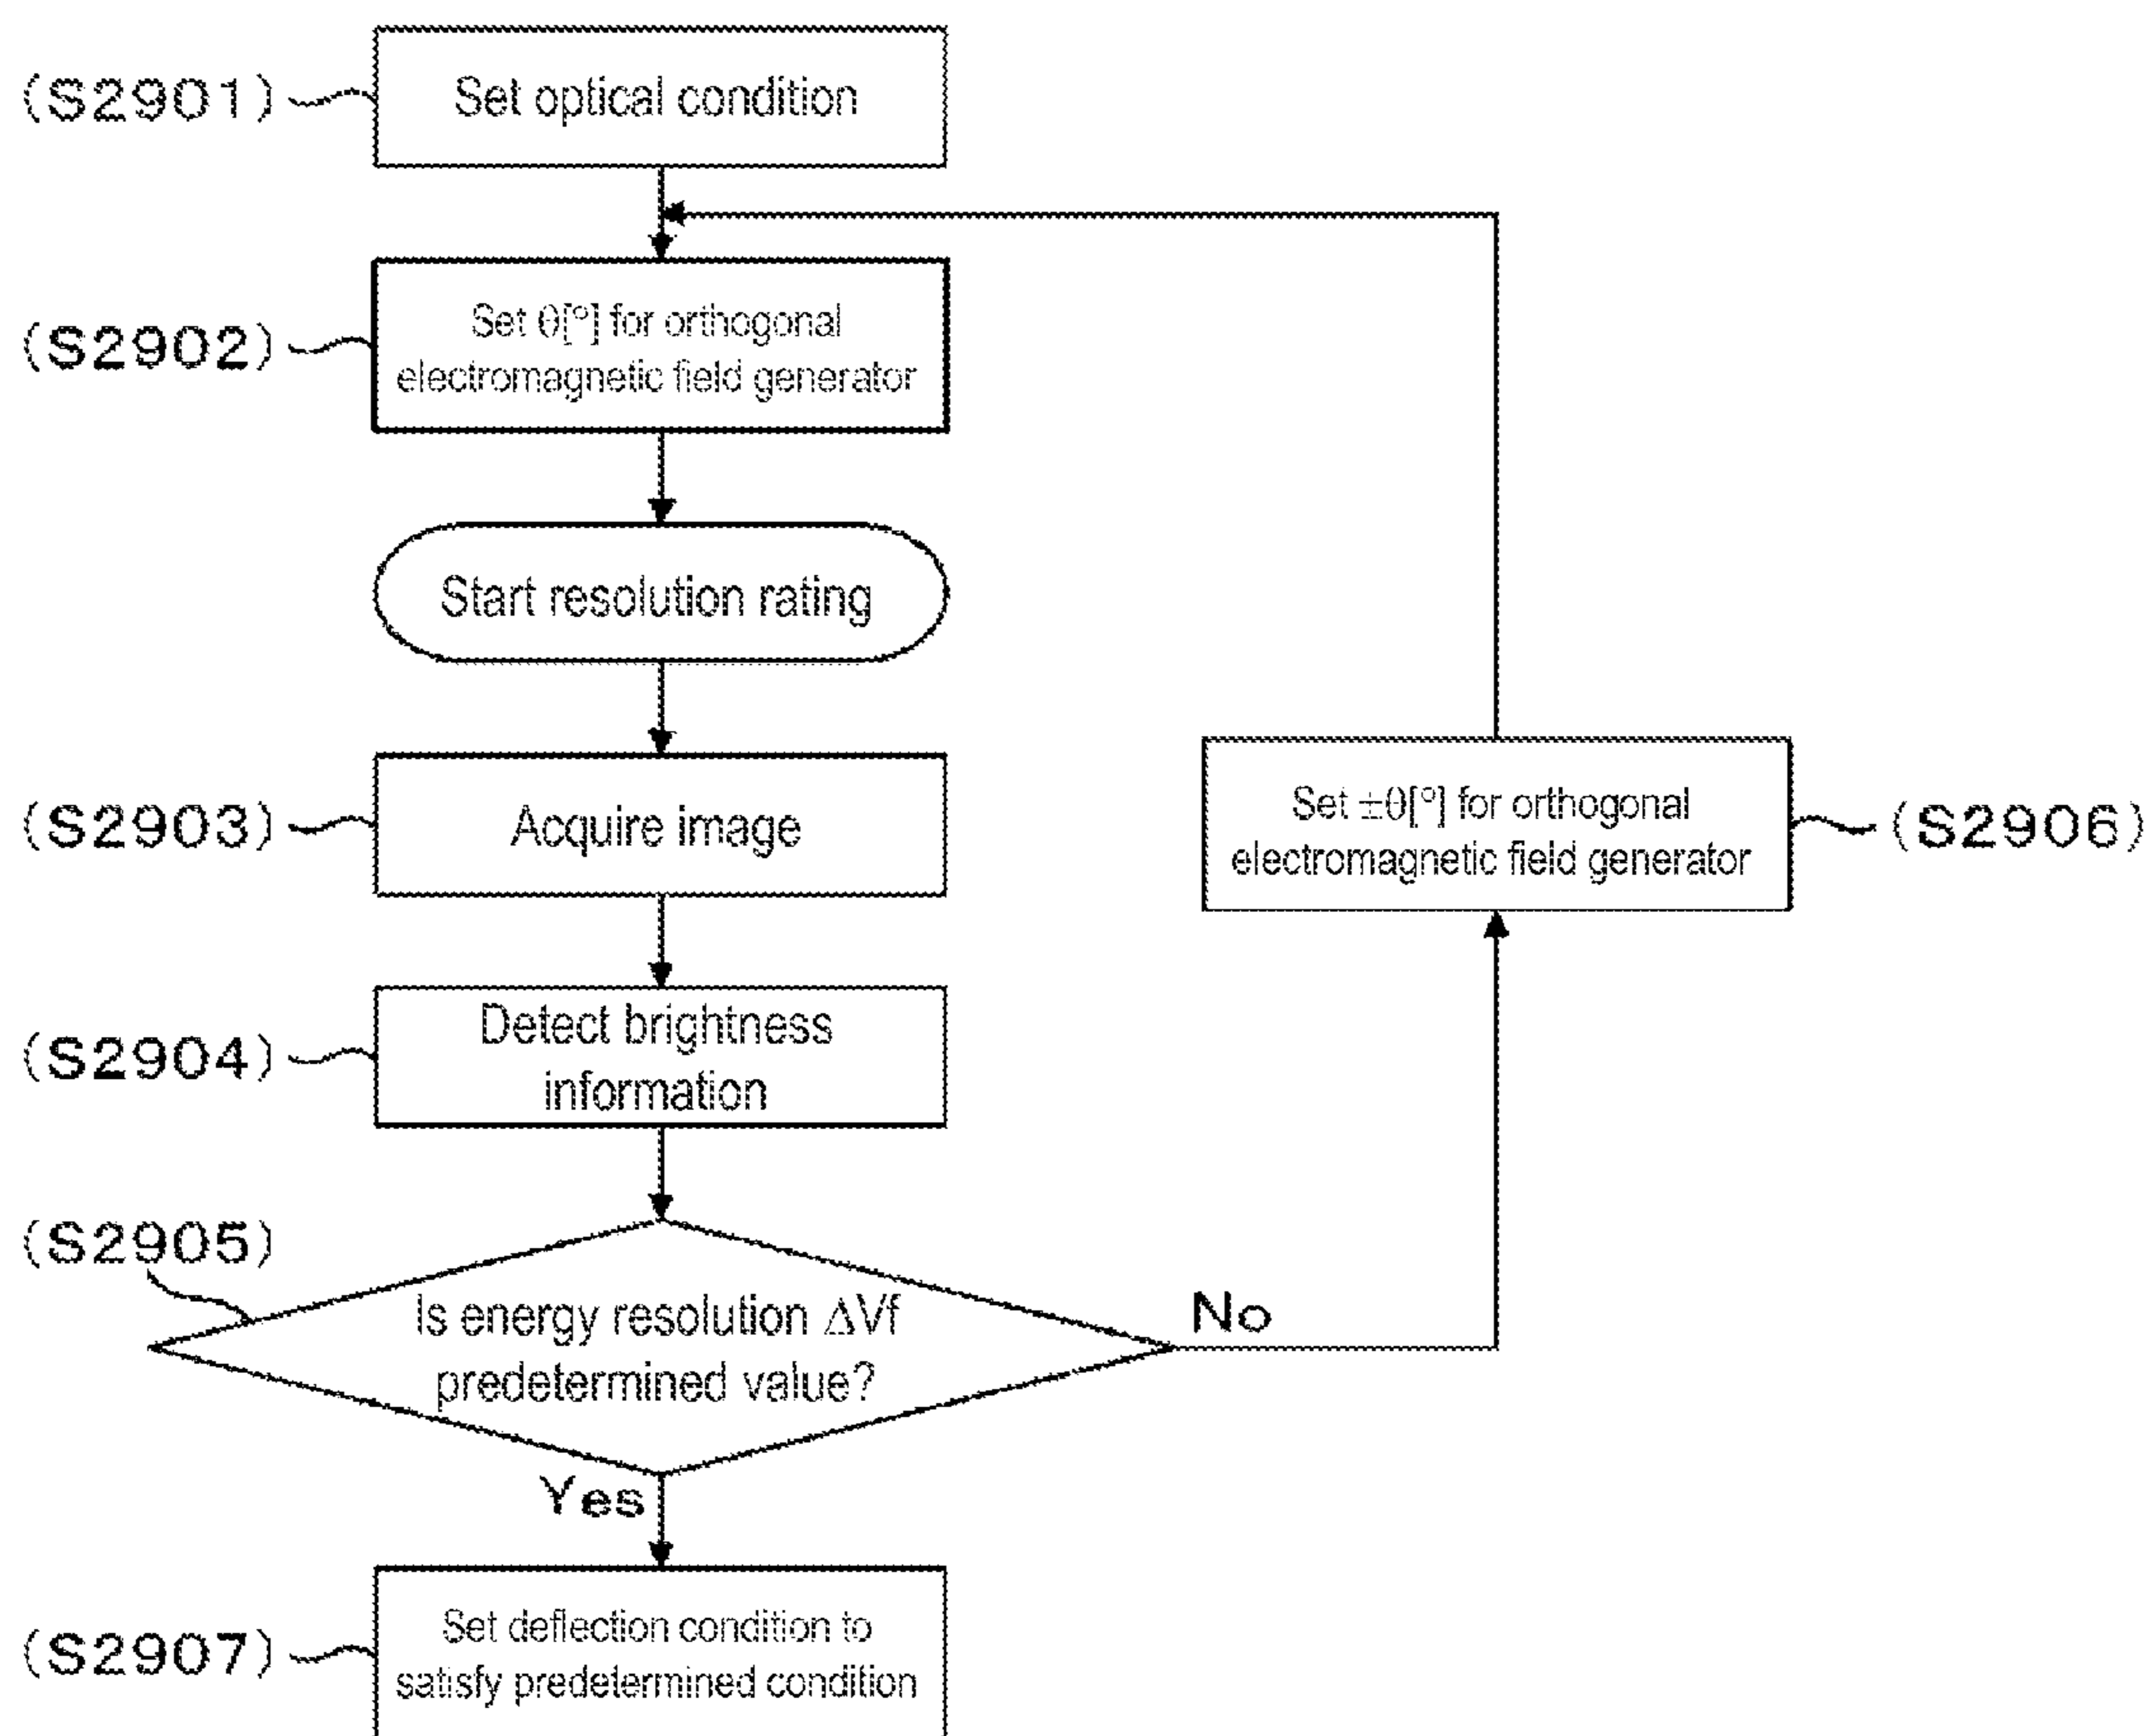 (S2901)
Set optical condition
(S2902)
Set θ[°] for orthogonal
electromagnetic field generator
Start resolution rating
(S2903)
Acquire image
Set ±θ[°] for orthogonal
electromagnetic field generator
(S2906)
(S2904)
Detect brightness
information
(S2905)
Is energy resolution ΔVf
predetermined value?
No
Yes
(S2907)
Set deflection condition to
satisfy predetermined condition